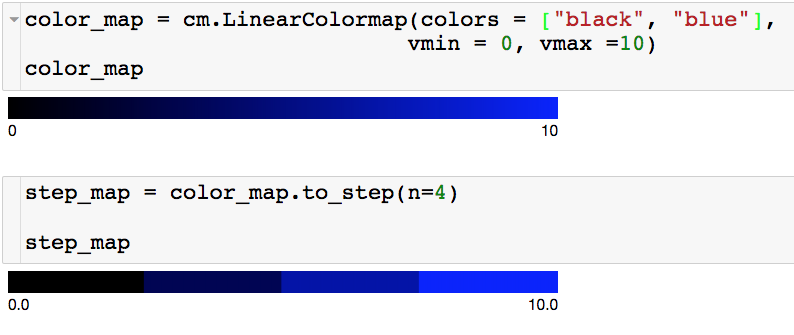 color_map = cm.LinearColormap(colors = ["black", "blue"],
vmin = 0, vmax =10)
color_map
0 10
step_map = color_map.to_step(n=4)
step_map
0.0 10.0